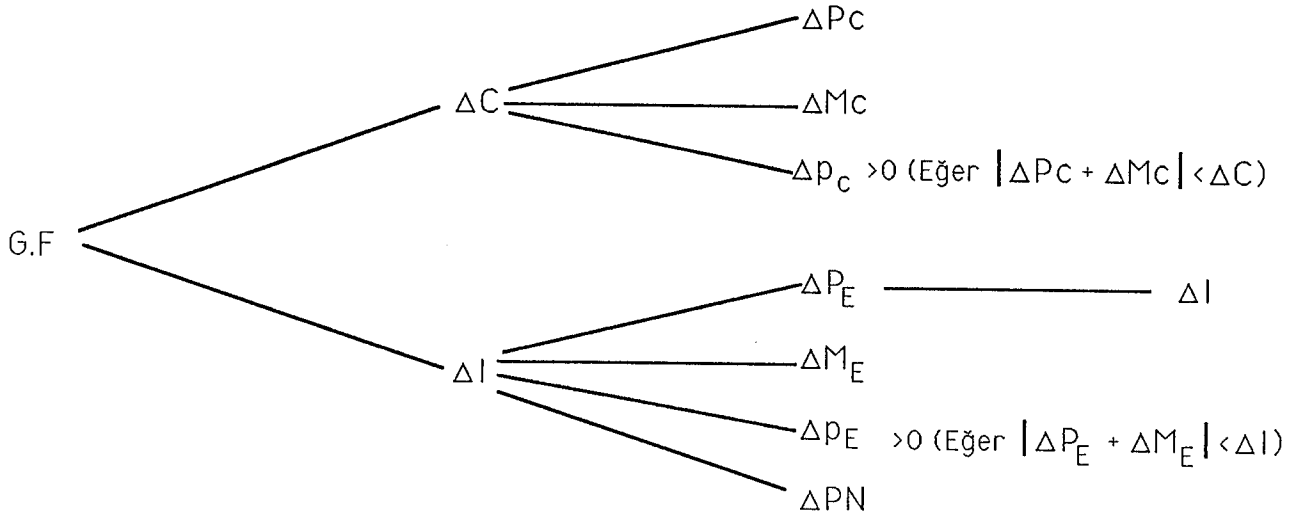 ΔPc
ΔC
ΔMc
Δp_c >0 (Eğer |ΔPc + ΔMc| < ΔC)
G.F
ΔP_E
ΔI
ΔI
ΔM_E
Δp_E >0 (Eğer |ΔP_E + ΔM_E| < ΔI)
ΔPN